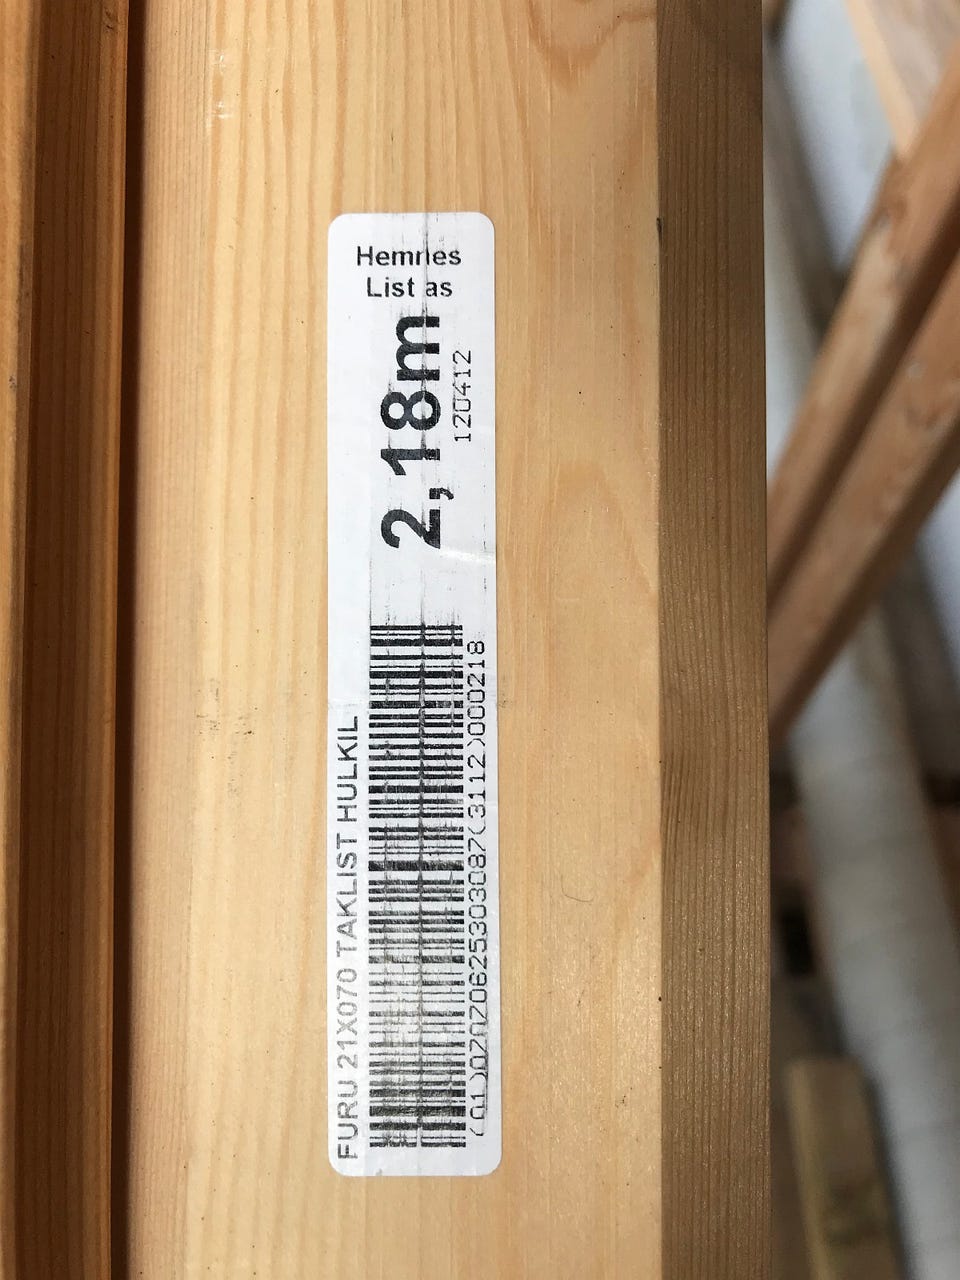 Hemnes
List as
2,18m
120412
FURU 21X070 TAKLIST HULKIL
(01)07070625303087(3112)000218